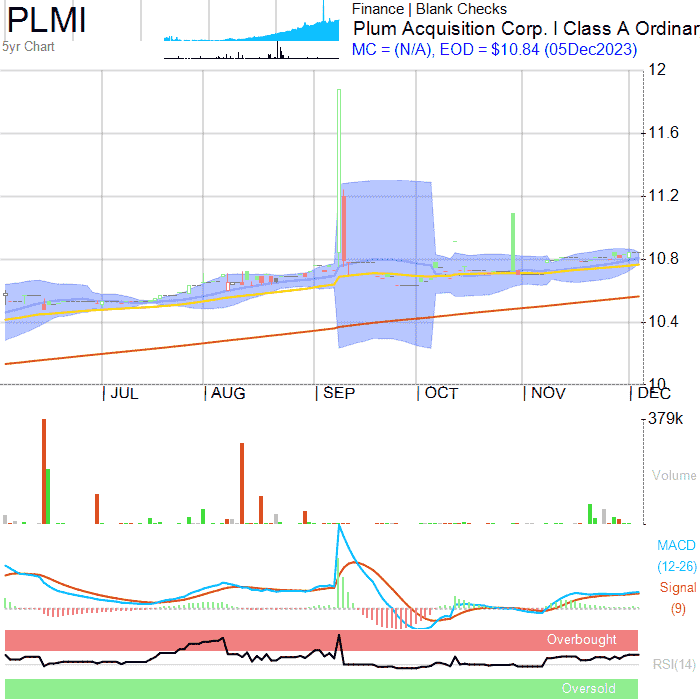 PLMI
5yr Chart
Finance | Blank Checks
Plum Acquisition Corp. I Class A Ordinar
MC = (N/A), EOD = $10.84 (05Dec2023)
12
11.6
11.2
10.8
10.4
10
JUL AUG SEP OCT NOV DEC
379k
Volume
MACD
(12-26)
Signal
(9)
Overbought
RSI(14)
Oversold